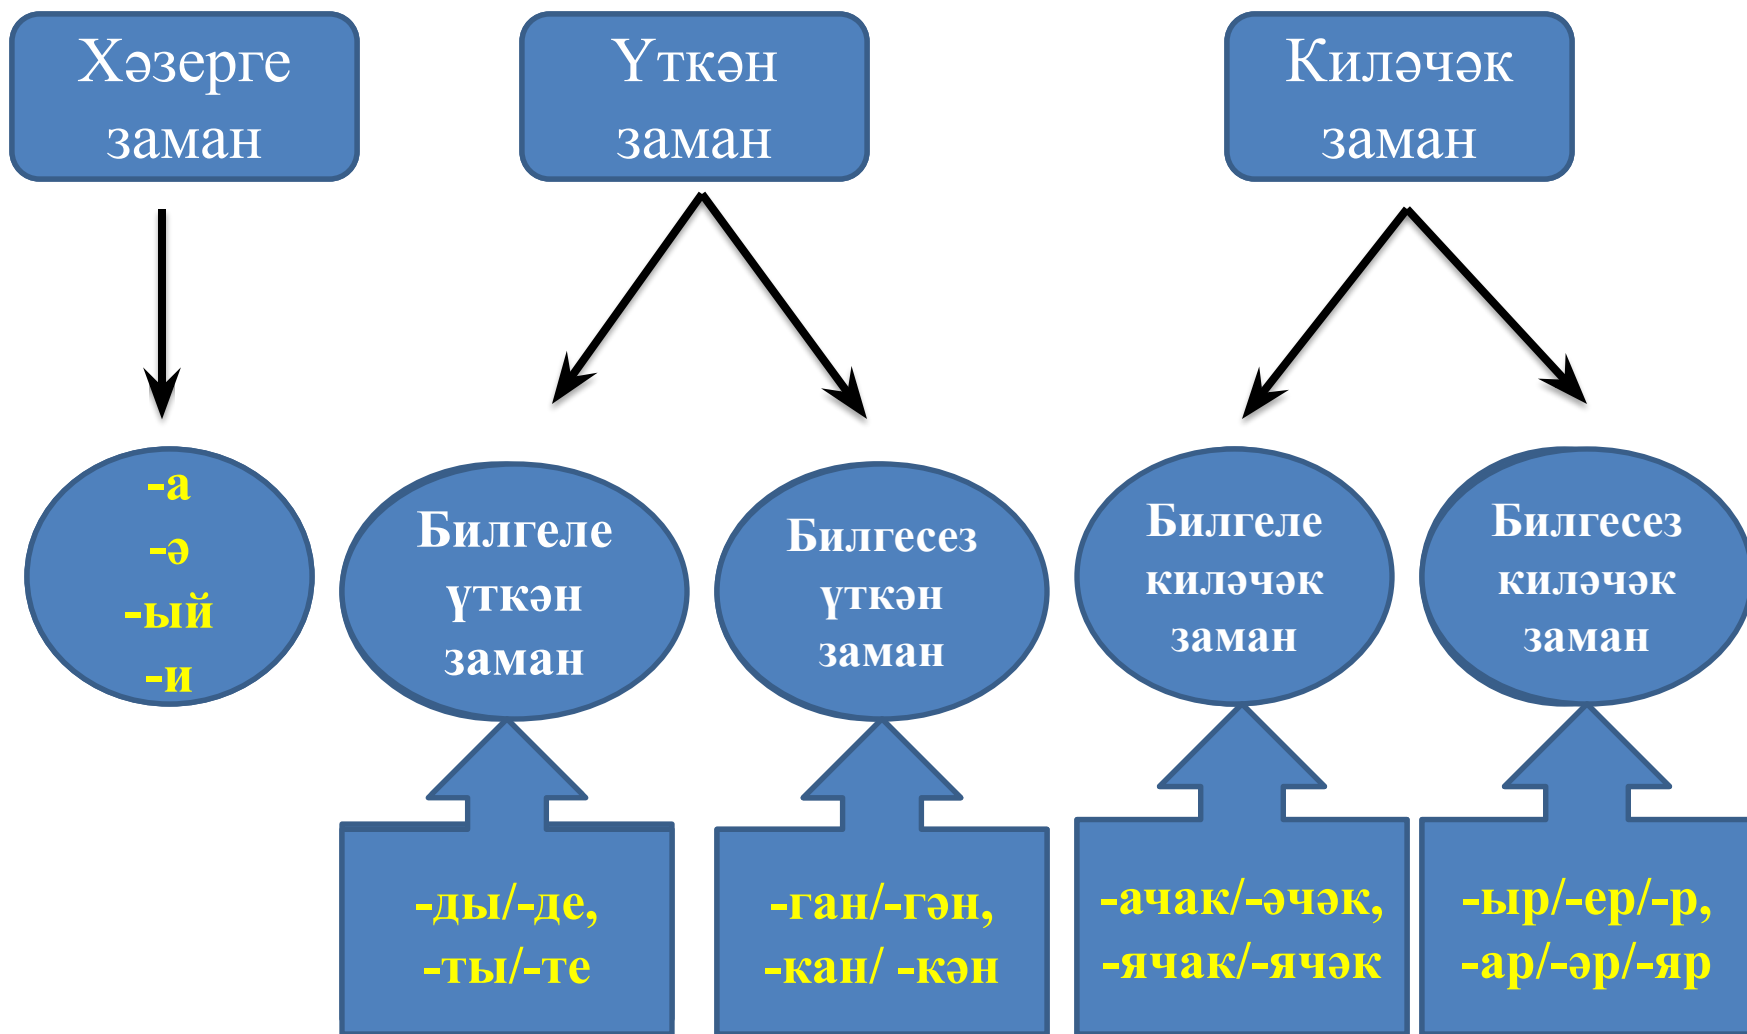 Хәзерге
заман
Үткән
заман
Киләчәк
заман
-а
-ә
-ый
-и
Билгеле
үткән
заман
Билгесез
үткән
заман
Билгеле
киләчәк
заман
Билгесез
киләчәк
заман
-ды/-де,
-ты/-те
-ган/-гән,
-кан/ -кән
-ачак/-әчәк,
-ячак/-ячәк
-ыр/-ер/-р,
-ар/-әр/-яр